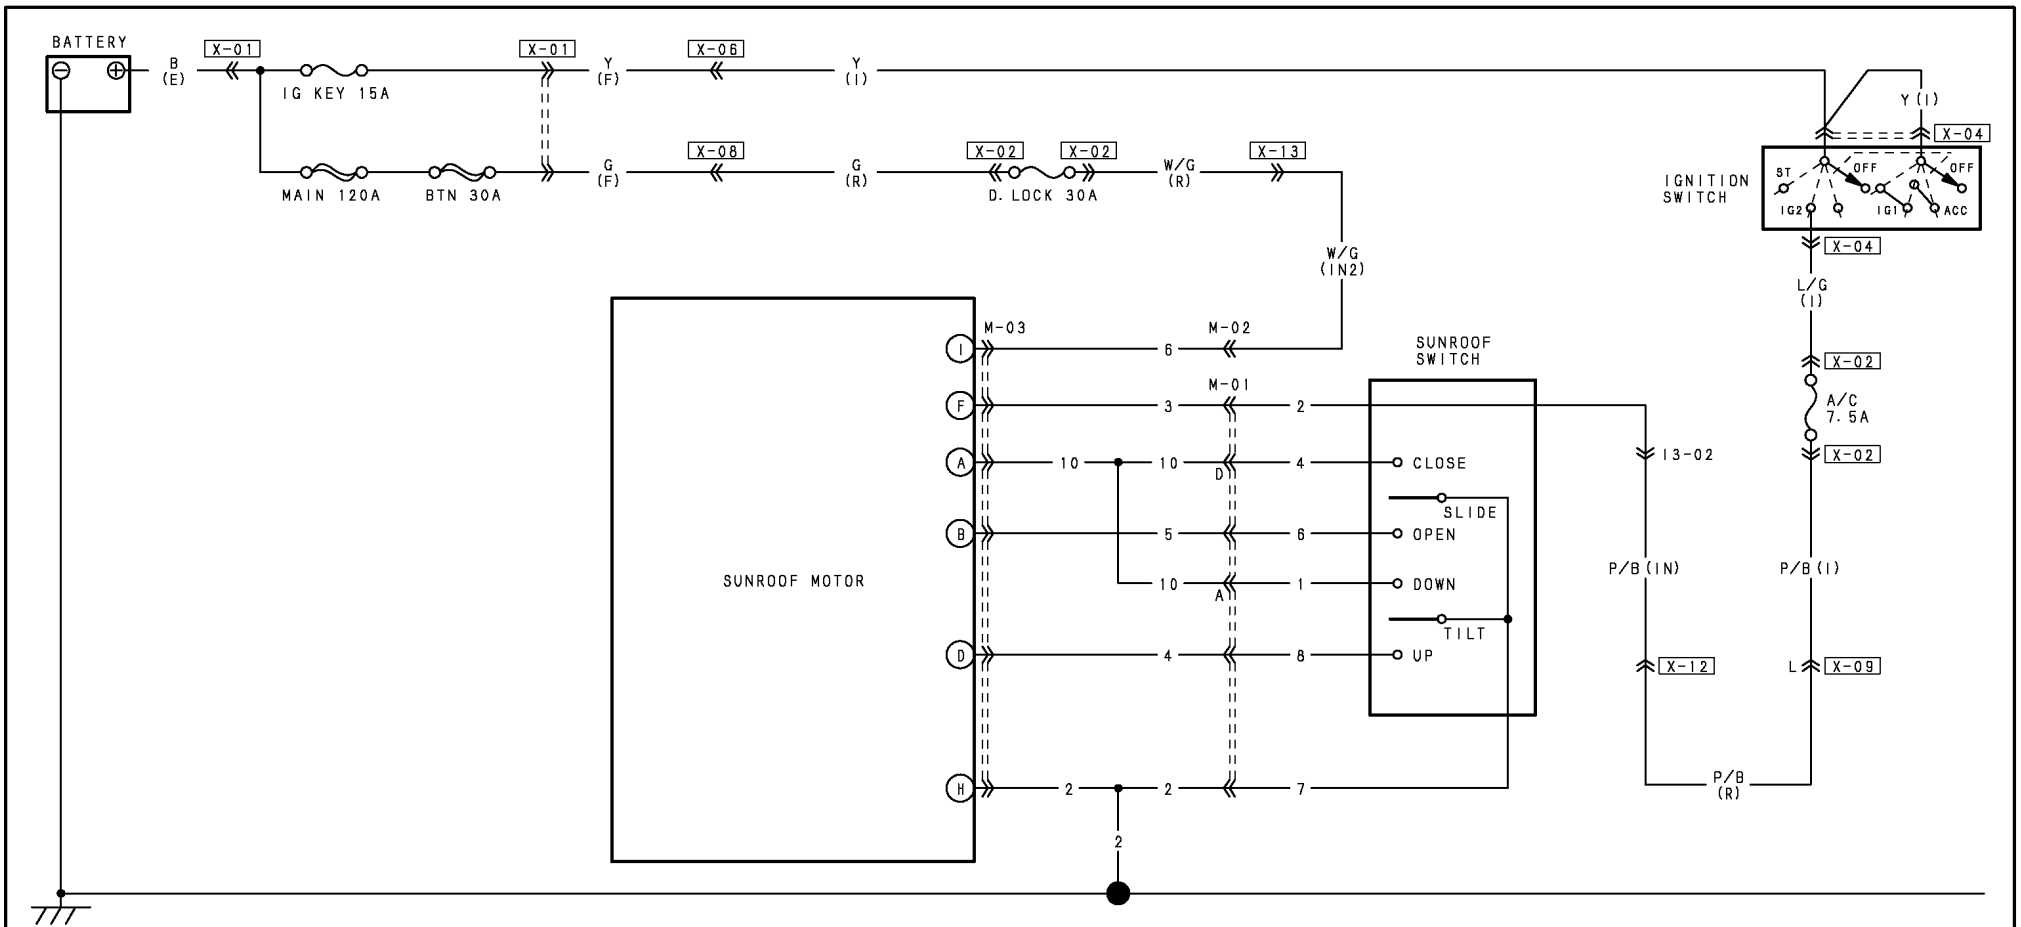 BATTERY
X-01
X-01
X-06
B
(E)
Y
(F)
Y
(I)
IG KEY 15A
Y(I)
X-04
X-08
X-02
X-02
X-13
G
(F)
G
(R)
W/G
(R)
MAIN 120A
BTN 30A
D.LOCK 30A
IGNITION
SWITCH
ST
OFF
OFF
IG2
IG1
ACC
X-04
W/G
(IN2)
L/G
(I)
M-03
M-02
I
6
SUNROOF
SWITCH
X-02
M-01
F
3
2
A/C
7.5A
A
10
10
D
4
CLOSE
I3-02
X-02
SLIDE
B
5
6
OPEN
SUNROOF MOTOR
10
A
1
DOWN
P/B(IN)
P/B(I)
TILT
D
4
8
UP
X-12
L
X-09
H
2
2
7
P/B
(R)
2